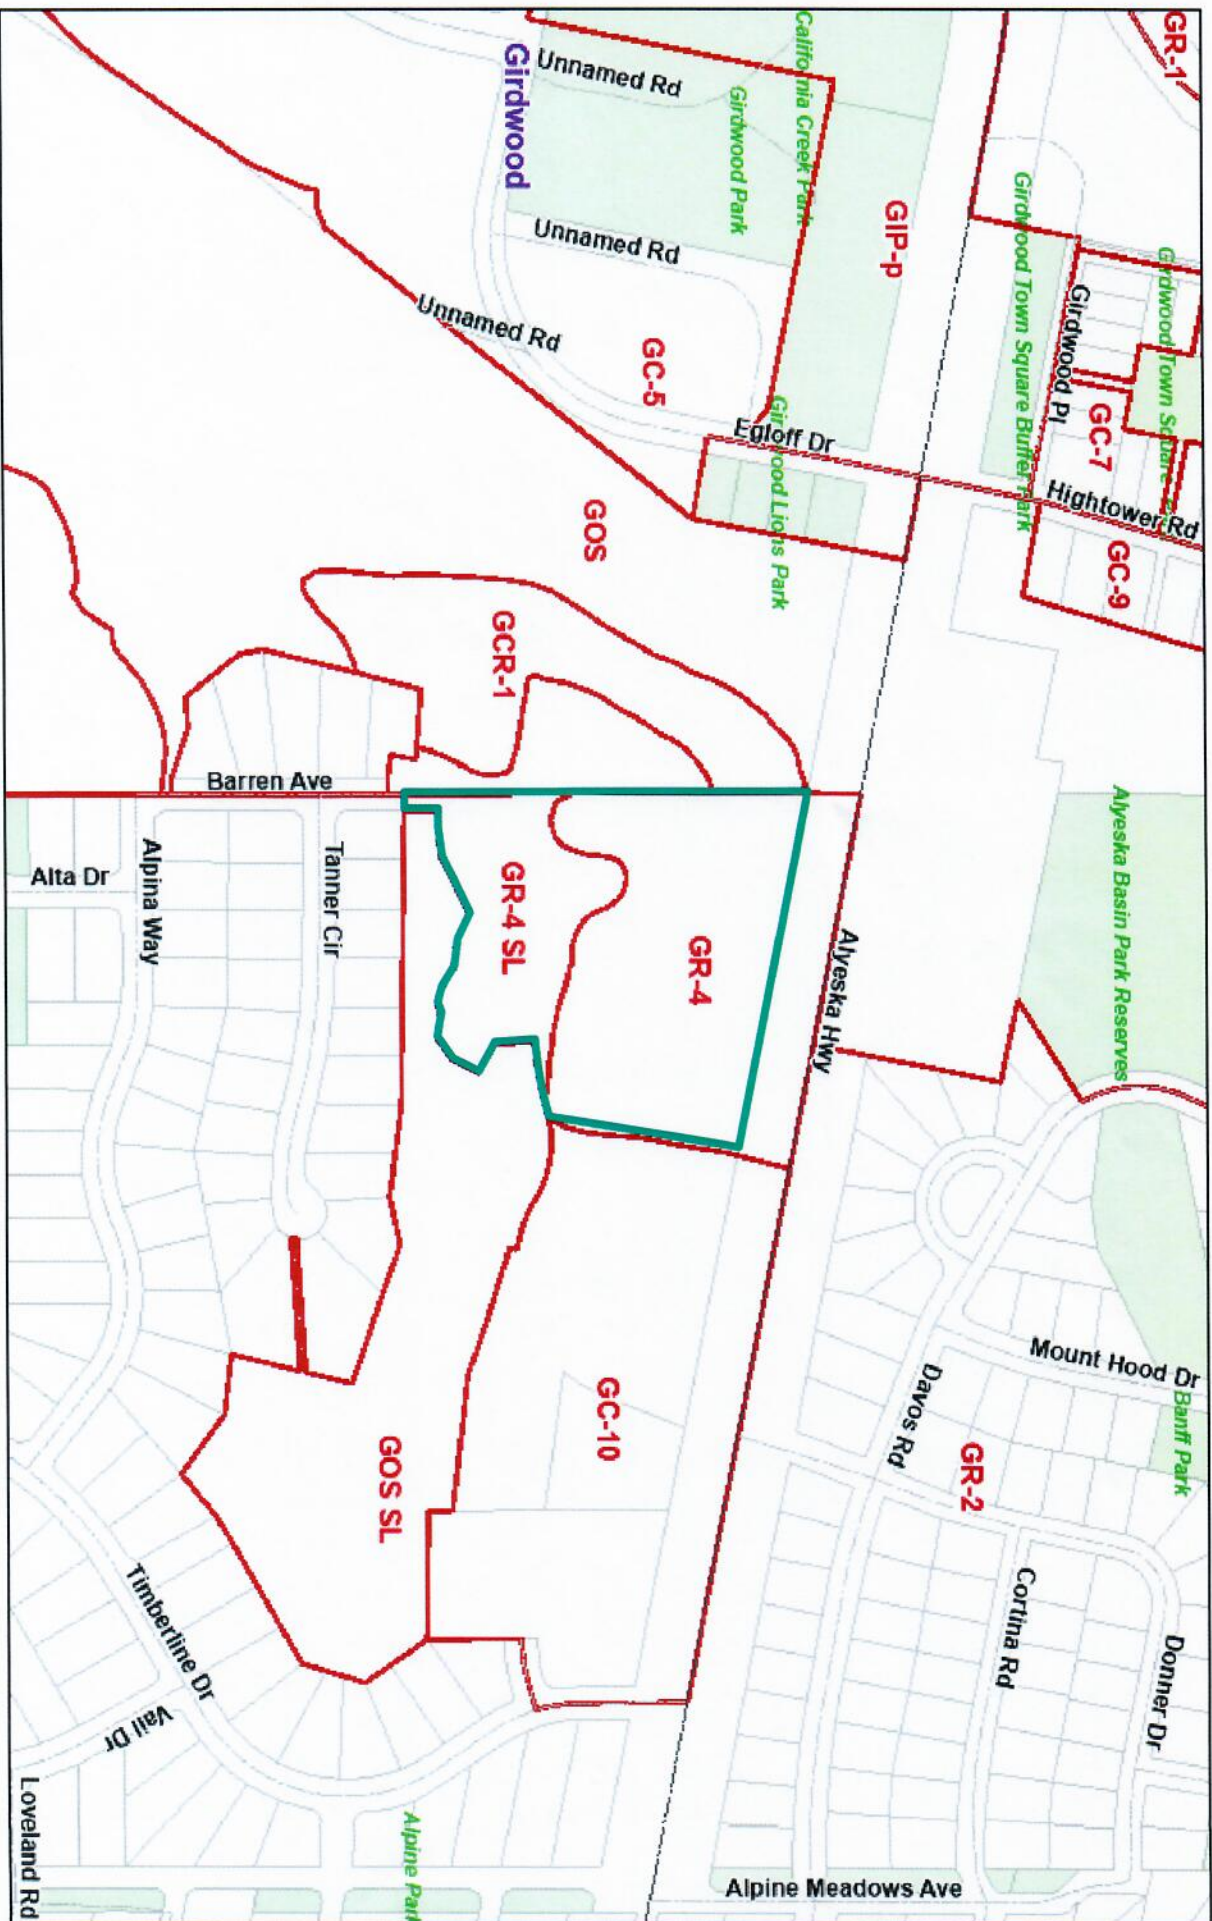 GR-1
California Creek Park
Unnamed Rd
Girdwood Park
Girdwood
GIP-p
Girdwood Town Square Buffer Park
Girdwood Town Square
Girdwood Pl
GC-7
Unnamed Rd
Unnamed Rd
GC-5
Egloff Dr
Girdwood Lions Park
Hightower Rd
GC-9
GOS
GCR-1
Barren Ave
Alyeska Basin Park Reserves
Alta Dr
Alpina Way
Tanner Cir
GR-4 SL
GR-4
Alyeska Hwy
Mount Hood Dr
Banff Park
Davos Rd
GR-2
GC-10
GOS SL
Cortina Rd
Donner Dr
Timberline Dr
Vail Dr
Loveland Rd
Alpine Park
Alpine Meadows Ave